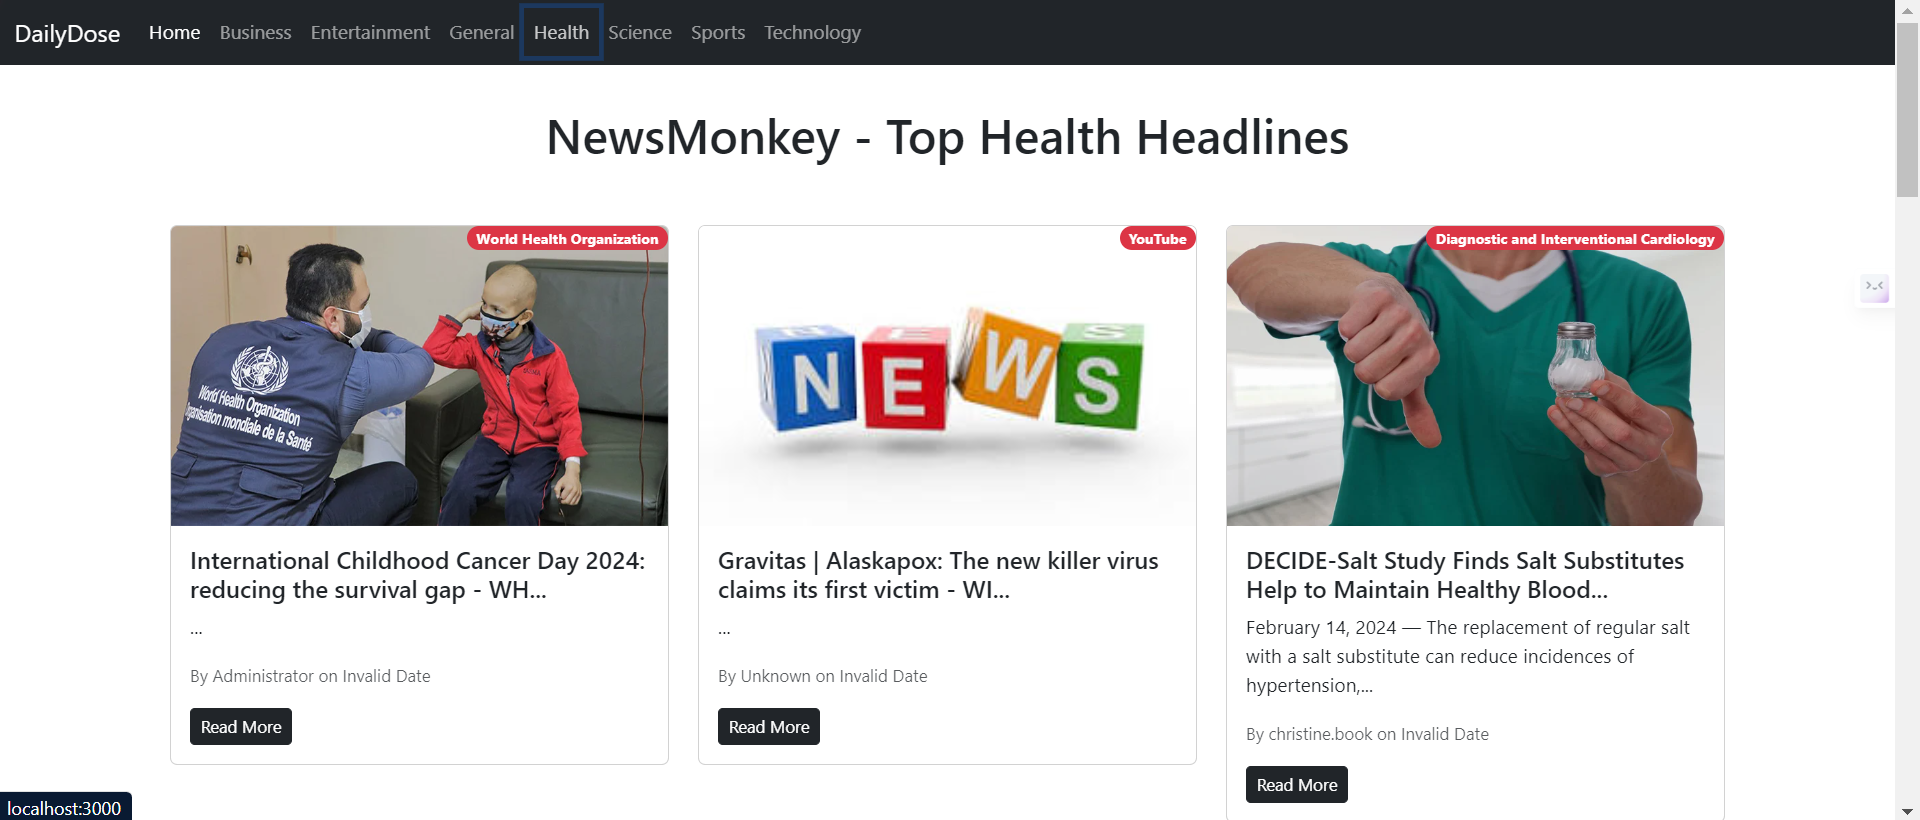 DailyDose Home Business Entertainment General Health Science Sports Technology
NewsMonkey - Top Health Headlines
World Health Organization
World Health Organization
Organisation mondiale de la Santé
International Childhood Cancer Day 2024:
reducing the survival gap - WH...
...
By Administrator on Invalid Date
Read More
YouTube
NEWS
Gravitas | Alaskapox: The new killer virus
claims its first victim - WI...
...
By Unknown on Invalid Date
Read More
Diagnostic and Interventional Cardiology
DECIDE-Salt Study Finds Salt Substitutes
Help to Maintain Healthy Blood...
February 14, 2024 — The replacement of regular salt
with a salt substitute can reduce incidences of
hypertension,...
By christine.book on Invalid Date
Read More
localhost:3000